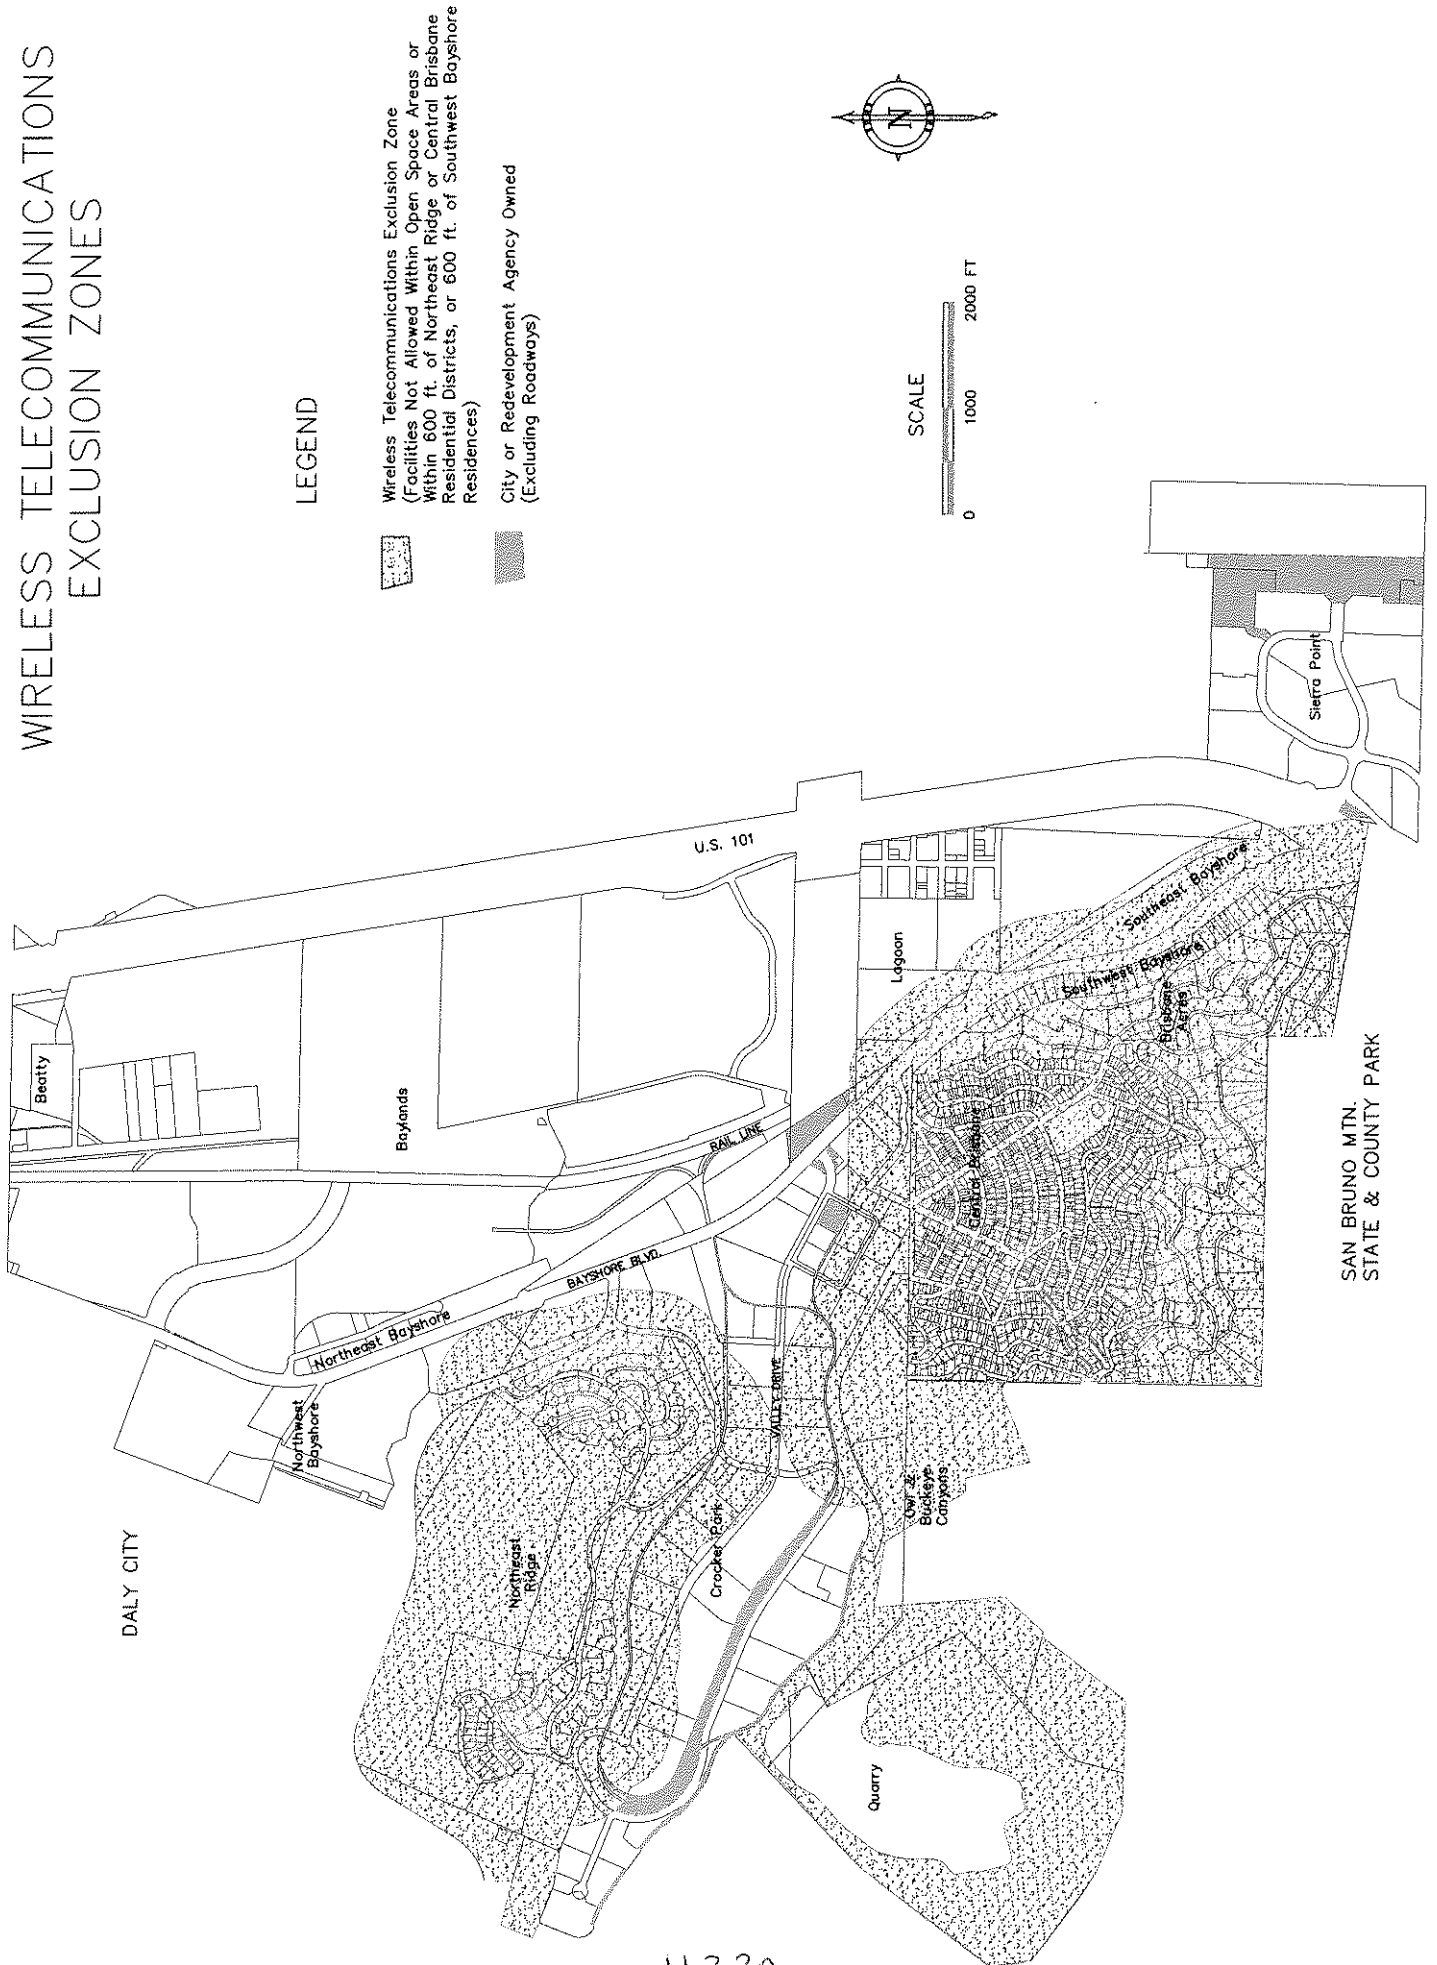 WIRELESS TELECOMMUNICATIONS
EXCLUSION ZONES
LEGEND
Wireless Telecommunications Exclusion Zone
(Facilities Not Allowed Within Open Space Areas or
Within 600 ft. of Northeast Ridge or Central Brisbane
Residential Districts, or 600 ft. of Southwest Bayshore
Residences)
City or Redevelopment Agency Owned
(Excluding Roadways)
N
SCALE
0 1000 2000 FT
DALY CITY
Beatty
Baylands
U.S. 101
RAIL LINE
BAYSHORE BLVD.
Northeast Bayshore
Northwest
Bayshore
Northeast
Ridge
Crocker Park
VALLEY DRIVE
Lagoon
Southeast Bayshore
Southwest Bayshore
Brisbane
Acres
Central Brisbane
Owl &
Buckeye
Canyons
Quarry
Sierra Point
SAN BRUNO MTN.
STATE & COUNTY PARK